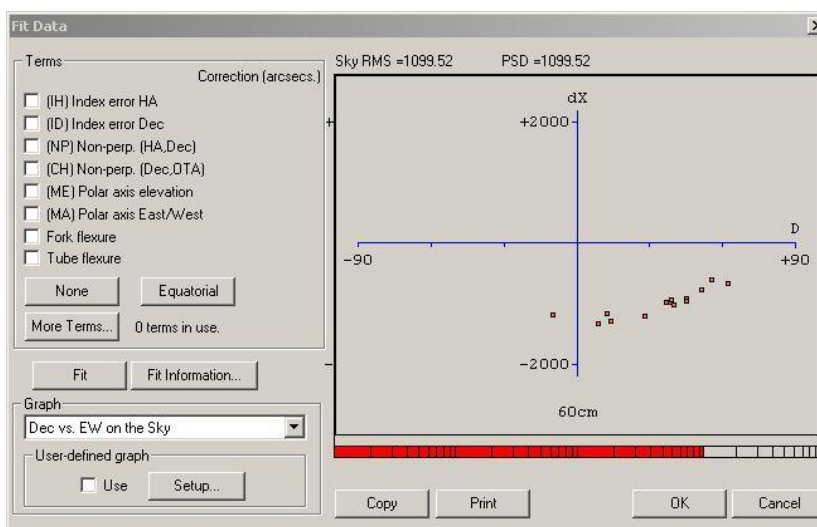 Fit Data
Terms
Correction (arcsecs.)
(IH) Index error HA
(ID) Index error Dec
(NP) Non-perp. (HA,Dec)
(CH) Non-perp. (Dec,OTA)
(ME) Polar axis elevation
(MA) Polar axis East/West
Fork flexure
Tube flexure
None
Equatorial
More Terms...
0 terms in use.
Fit
Fit Information...
Graph
Dec vs. EW on the Sky
User-defined graph
Use
Setup...
Sky RMS =1099.52
PSD =1099.52
dX
+2000
D
-90
+90
-2000
60cm
Copy
Print
OK
Cancel